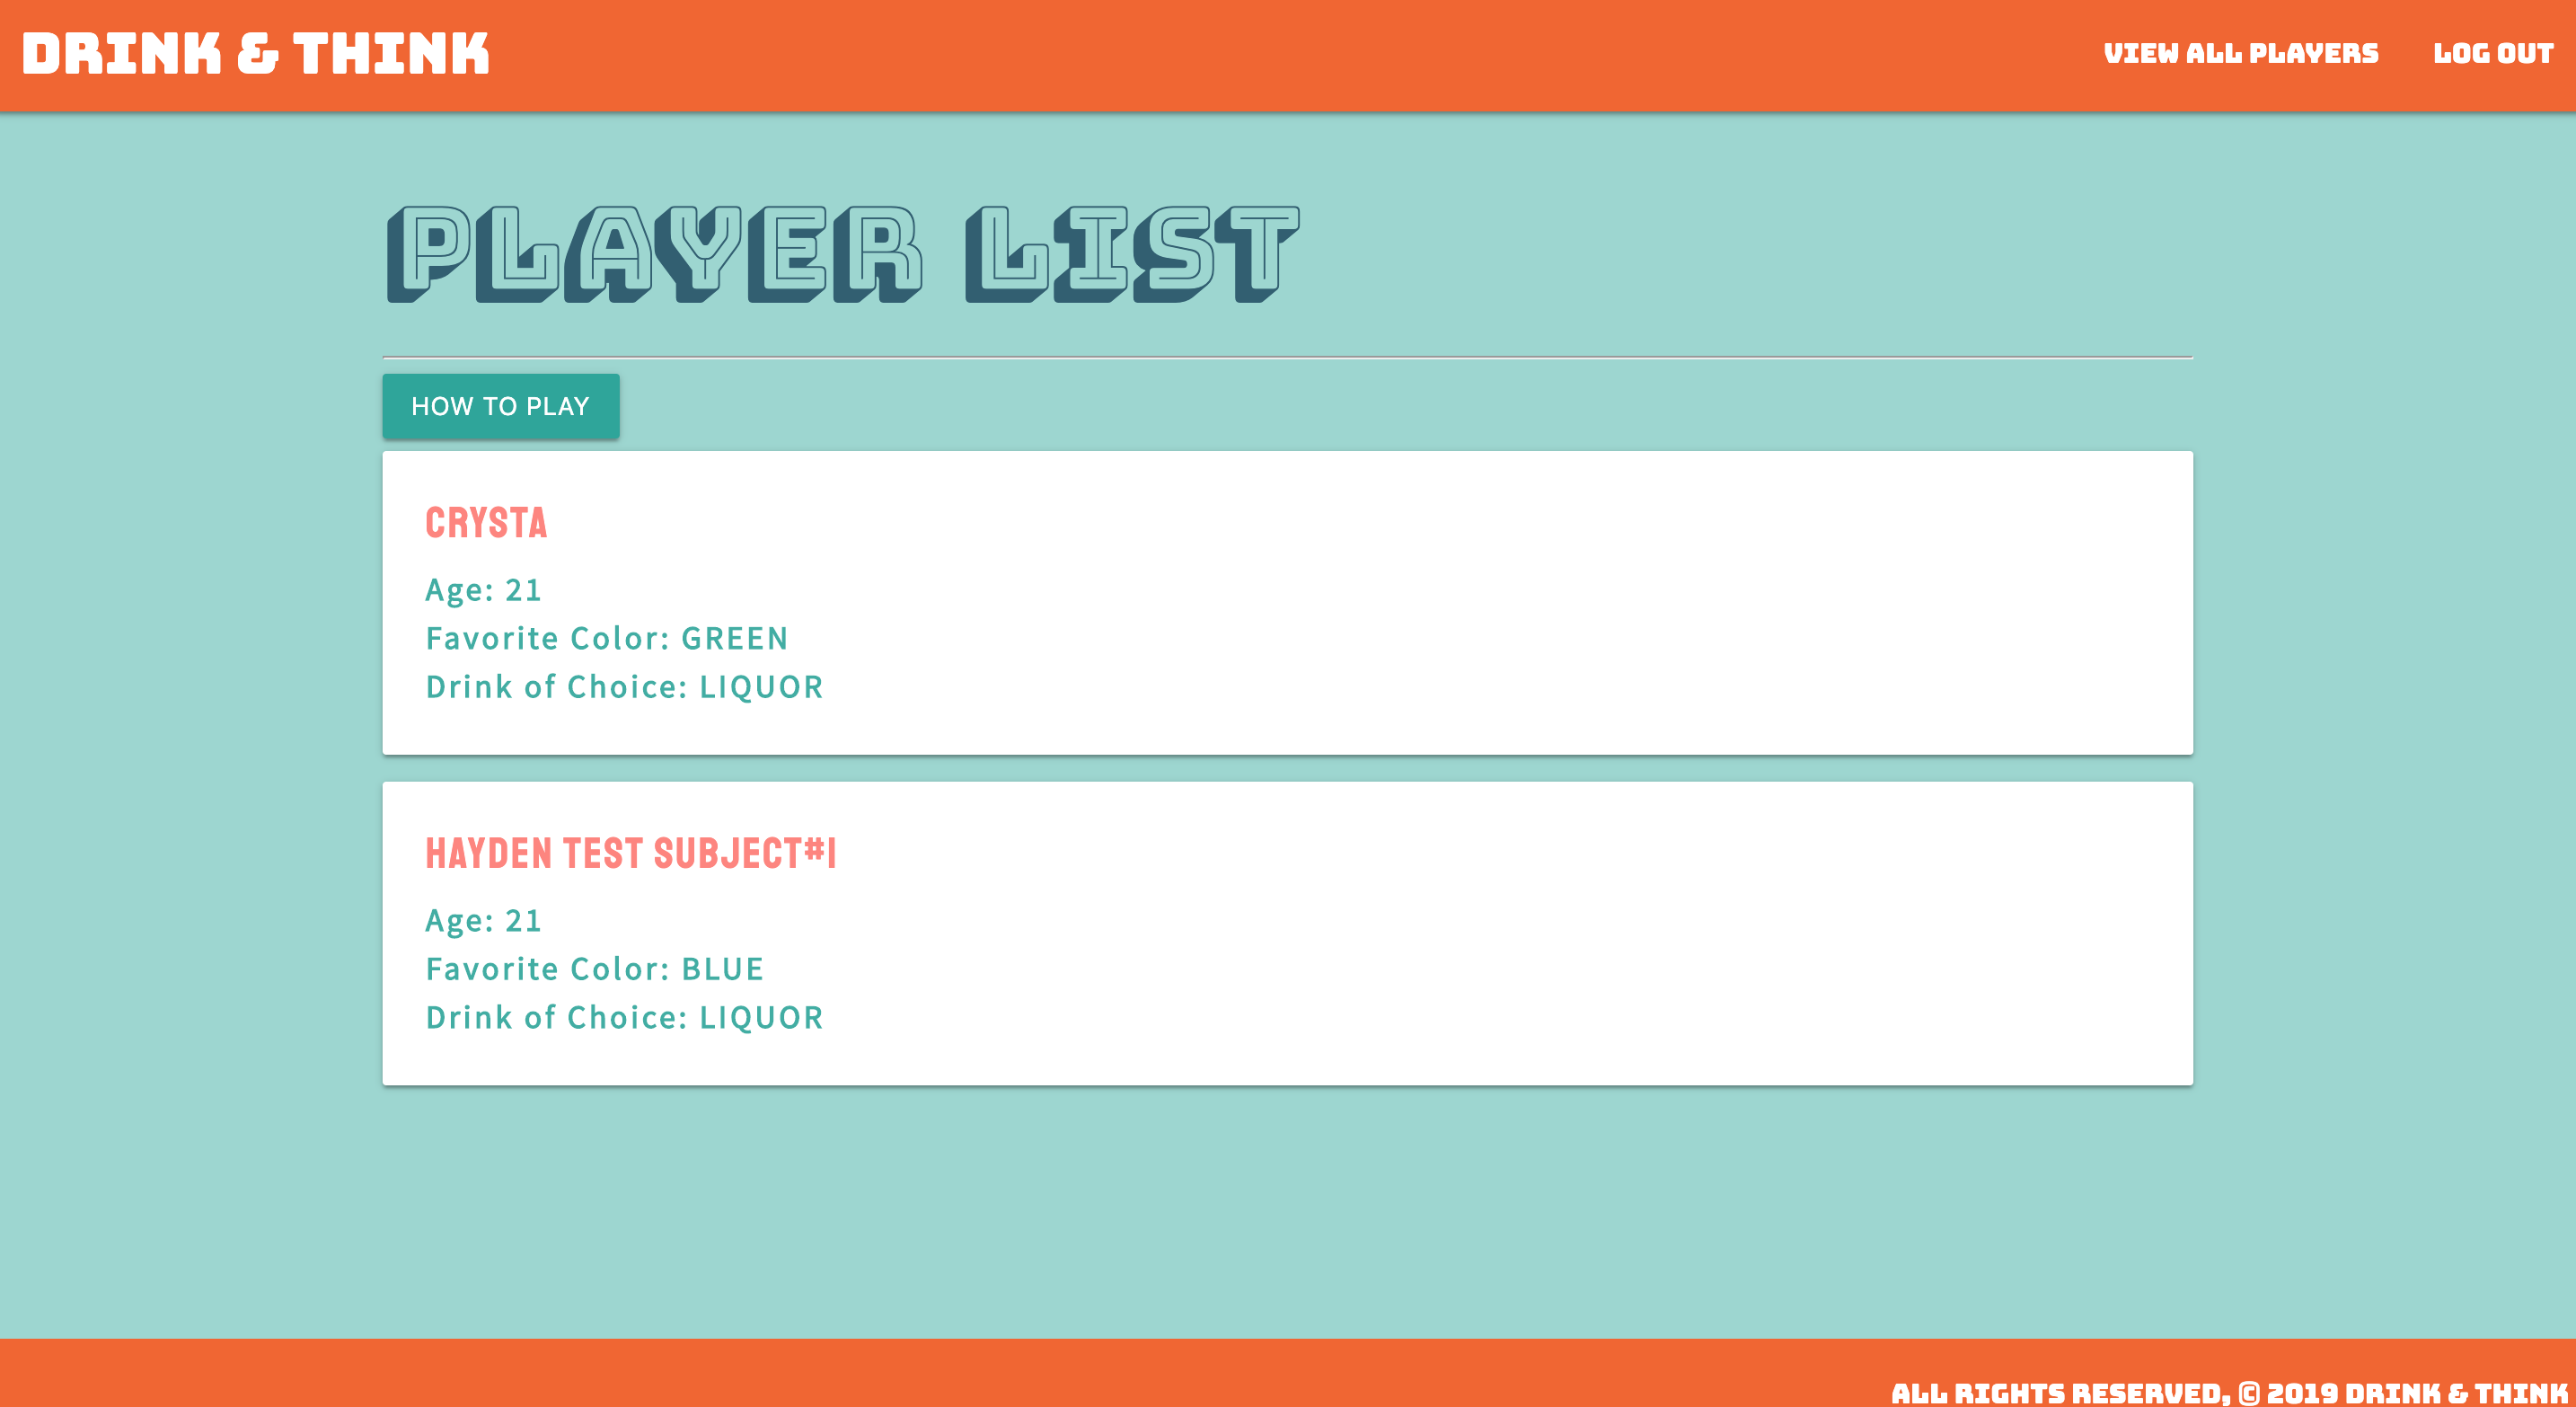 DRINK & THINK
VIEW ALL PLAYERS LOG OUT
PLAYER LIST
HOW TO PLAY
CRYSTA
Age: 21
Favorite Color: GREEN
Drink of Choice: LIQUOR
HAYDEN TEST SUBJECT#1
Age: 21
Favorite Color: BLUE
Drink of Choice: LIQUOR
ALL RIGHTS RESERVED, © 2019 DRINK & THINK